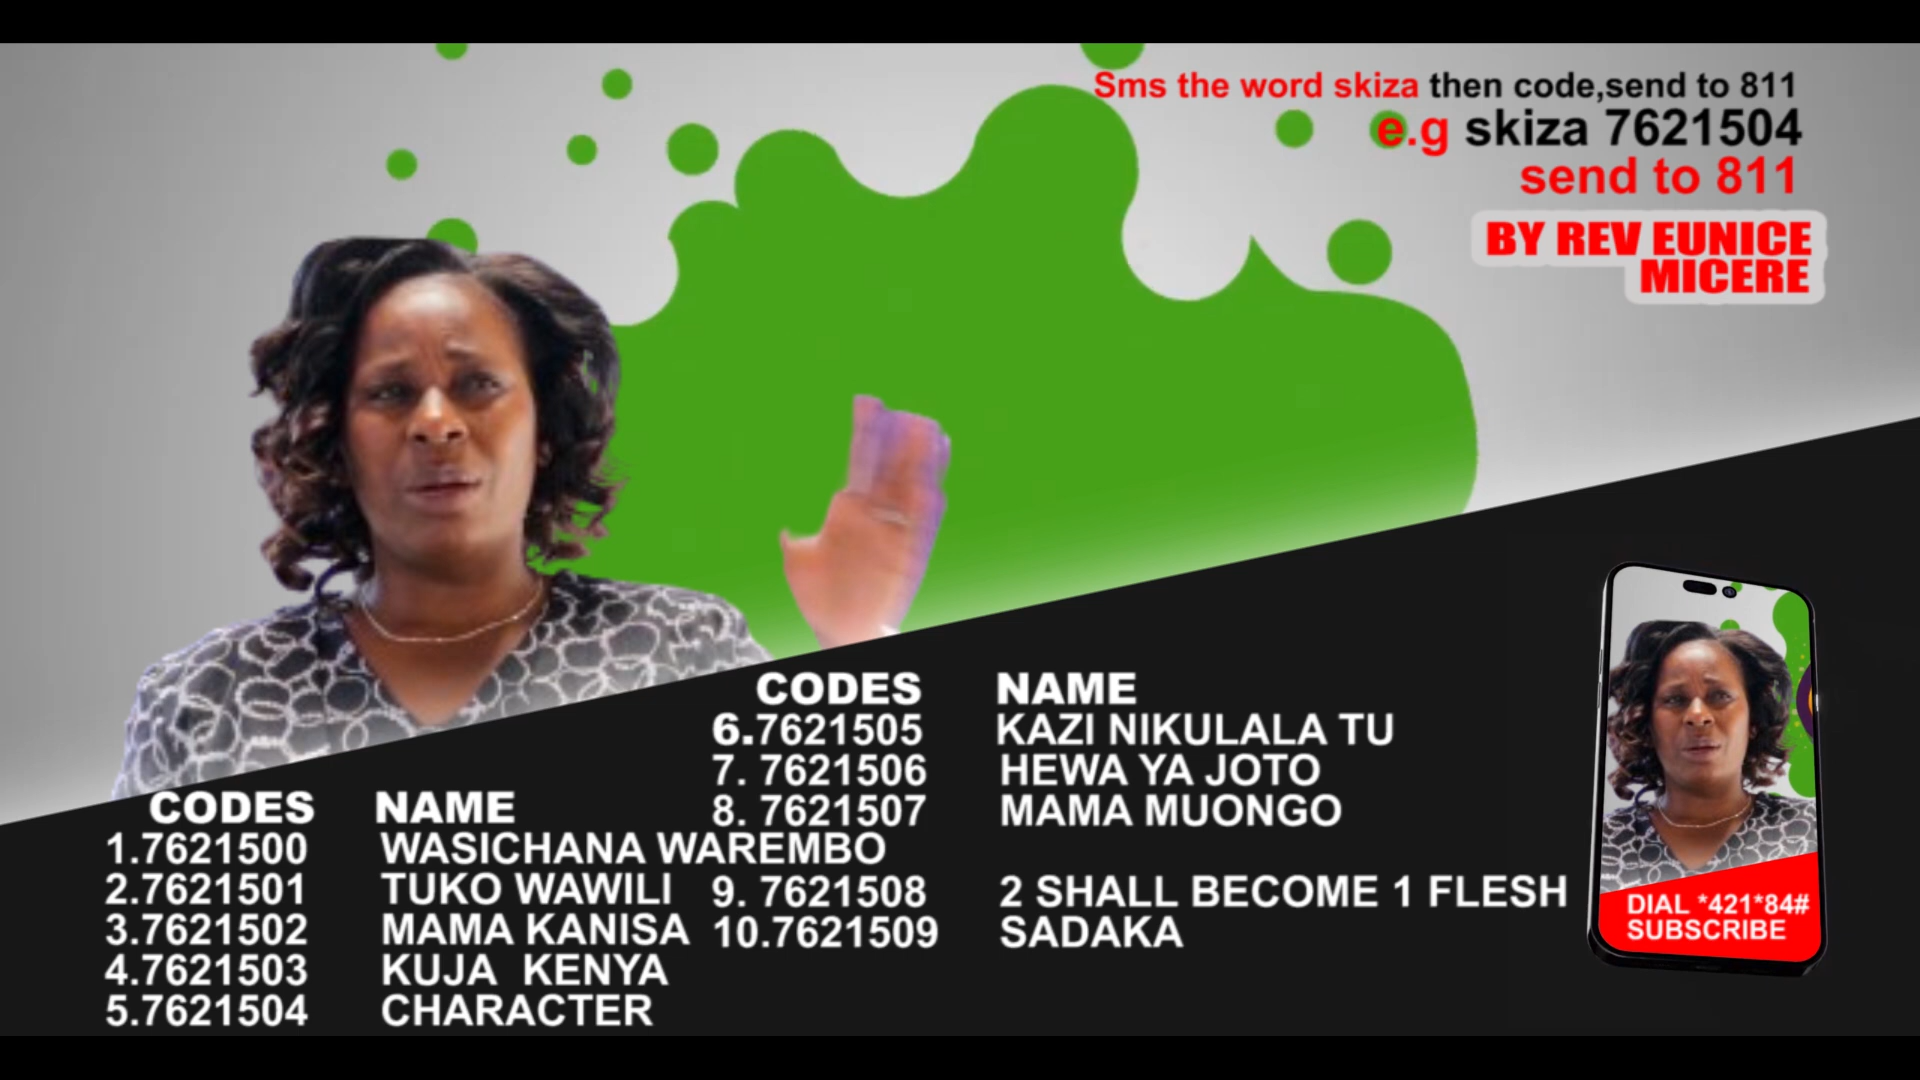 Sms the word skiza then code,send to 811
e.g skiza 7621504
send to 811
BY REV EUNICE
MICERE
CODES NAME
1.7621500 WASICHANA WAREMBO
2.7621501 TUKO WAWILI
3.7621502 MAMA KANISA
4.7621503 KUJA KENYA
5.7621504 CHARACTER
CODES NAME
6.7621505 KAZI NIKULALA TU
7. 7621506 HEWA YA JOTO
8. 7621507 MAMA MUONGO
9. 7621508 2 SHALL BECOME 1 FLESH
10.7621509 SADAKA
DIAL *421*84#
SUBSCRIBE